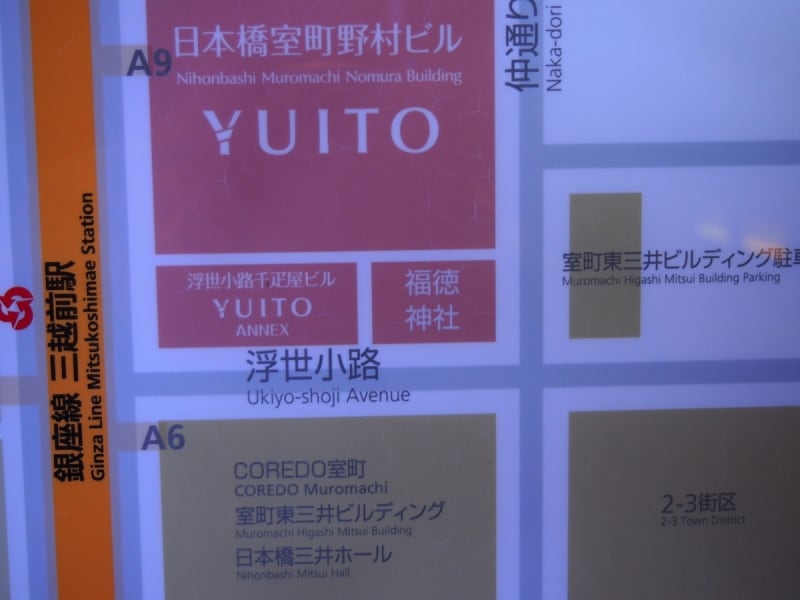 日本橋室町野村ビル
Nihonbashi Muromachi Nomura Building
YUITO
A9
仲通り
Naka-dori
浮世小路千疋屋ビル
YUITO
ANNEX
福徳
神社
室町東三井ビルディング駐車
Muromachi Higashi Mitsui Building Parking
銀座線 三越前駅
Ginza Line Mitsukoshimae Station
浮世小路
Ukiyo-shoji Avenue
A6
COREDO室町
COREDO Muromachi
室町東三井ビルディング
Muromachi Higashi Mitsui Building
日本橋三井ホール
Nihonbashi Mitsui Hall
2-3街区
2-3 Town District